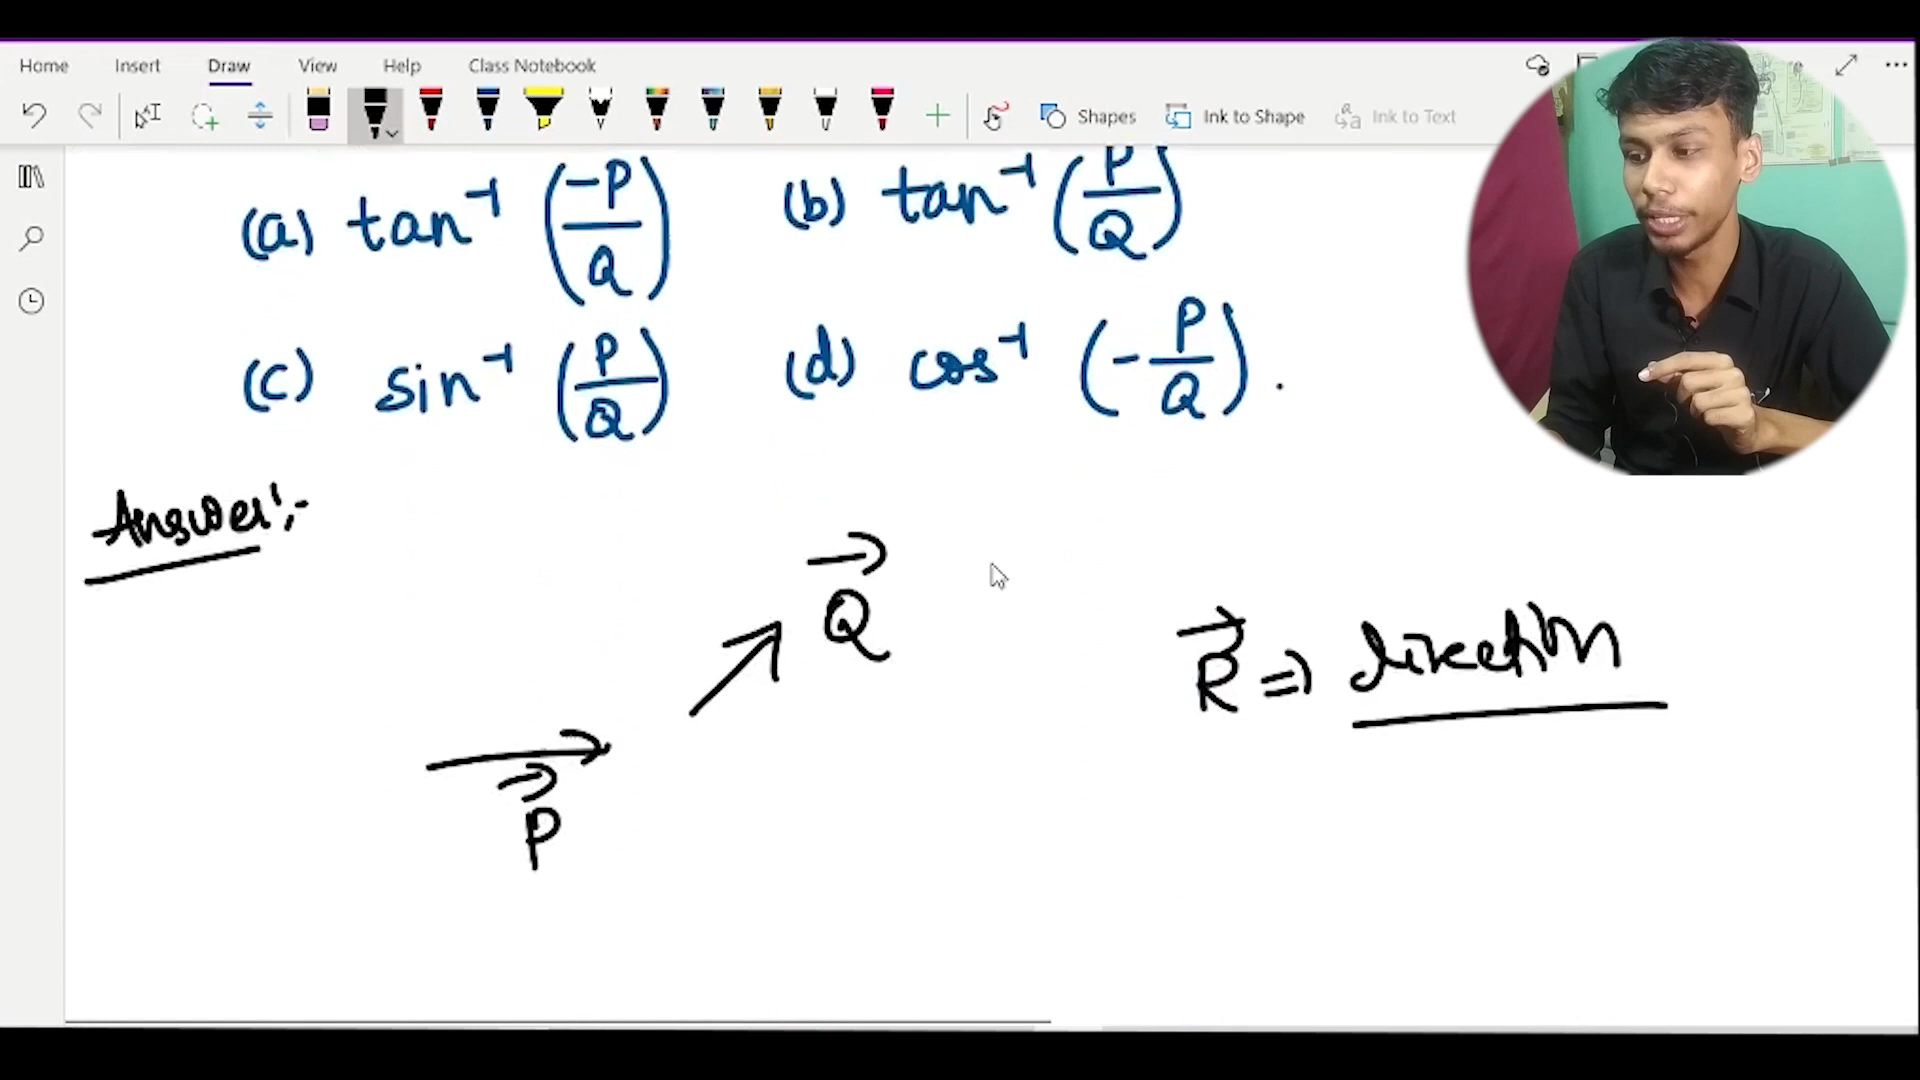 Home Insert Draw View Help Class Notebook
Shapes Ink to Shape Ink to Text
(a) tan⁻¹ (-P/Q) (b) tan⁻¹ (P/Q)
(c) sin⁻¹ (P/Q) (d) cos⁻¹ (-P/Q).
Answer:-
Q⃗
R⃗ ⇒ direction
P⃗